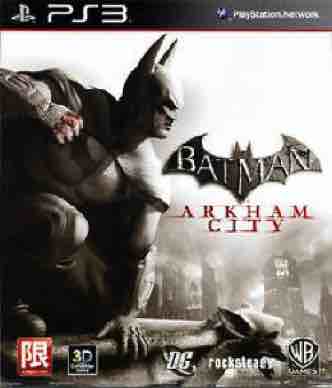 PS3
PlayStation.Network
BATMAN
ARKHAM
CITY
限
3D
DC
rocksteady
WB
GAMES